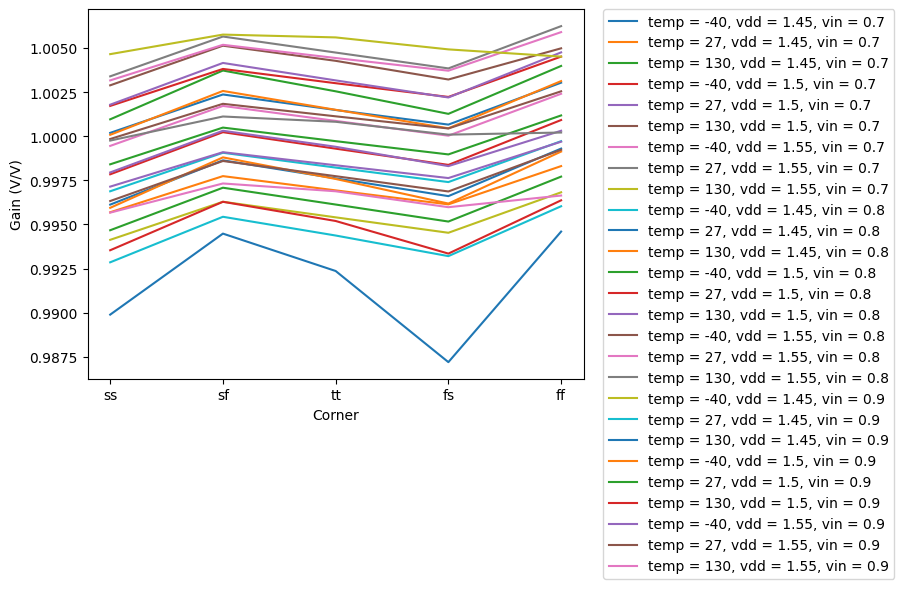 Gain (V/V)
1.0050
1.0025
1.0000
0.9975
0.9950
0.9925
0.9900
0.9875
ss sf tt fs ff
Corner
temp = -40, vdd = 1.45, vin = 0.7
temp = 27, vdd = 1.45, vin = 0.7
temp = 130, vdd = 1.45, vin = 0.7
temp = -40, vdd = 1.5, vin = 0.7
temp = 27, vdd = 1.5, vin = 0.7
temp = 130, vdd = 1.5, vin = 0.7
temp = -40, vdd = 1.55, vin = 0.7
temp = 27, vdd = 1.55, vin = 0.7
temp = 130, vdd = 1.55, vin = 0.7
temp = -40, vdd = 1.45, vin = 0.8
temp = 27, vdd = 1.45, vin = 0.8
temp = 130, vdd = 1.45, vin = 0.8
temp = -40, vdd = 1.5, vin = 0.8
temp = 27, vdd = 1.5, vin = 0.8
temp = 130, vdd = 1.5, vin = 0.8
temp = -40, vdd = 1.55, vin = 0.8
temp = 27, vdd = 1.55, vin = 0.8
temp = 130, vdd = 1.55, vin = 0.8
temp = -40, vdd = 1.45, vin = 0.9
temp = 27, vdd = 1.45, vin = 0.9
temp = 130, vdd = 1.45, vin = 0.9
temp = -40, vdd = 1.5, vin = 0.9
temp = 27, vdd = 1.5, vin = 0.9
temp = 130, vdd = 1.5, vin = 0.9
temp = -40, vdd = 1.55, vin = 0.9
temp = 27, vdd = 1.55, vin = 0.9
temp = 130, vdd = 1.55, vin = 0.9